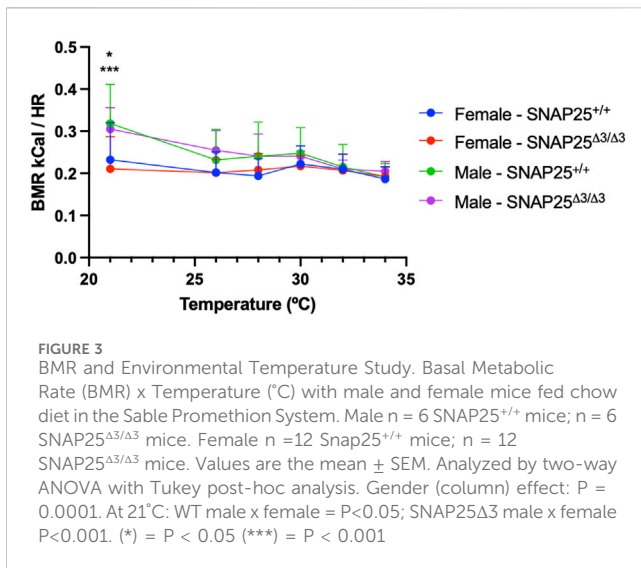 0.5
0.4
0.3
0.2
0.1
0.0
BMR kCal / HR
*
***
20
25
30
35
Temperature (ºC)
Female - SNAP25+/+
Female - SNAP25Δ3/Δ3
Male - SNAP25+/+
Male - SNAP25Δ3/Δ3
FIGURE 3
BMR and Environmental Temperature Study. Basal Metabolic
Rate (BMR) x Temperature (°C) with male and female mice fed chow
diet in the Sable Promethion System. Male n = 6 SNAP25+/+ mice; n = 6
SNAP25Δ3/Δ3 mice. Female n =12 Snap25+/+ mice; n = 12
SNAP25Δ3/Δ3 mice. Values are the mean ± SEM. Analyzed by two-way
ANOVA with Tukey post-hoc analysis. Gender (column) effect: P =
0.0001. At 21°C: WT male x female = P<0.05; SNAP25Δ3 male x female
P<0.001. (*) = P < 0.05 (***) = P < 0.001